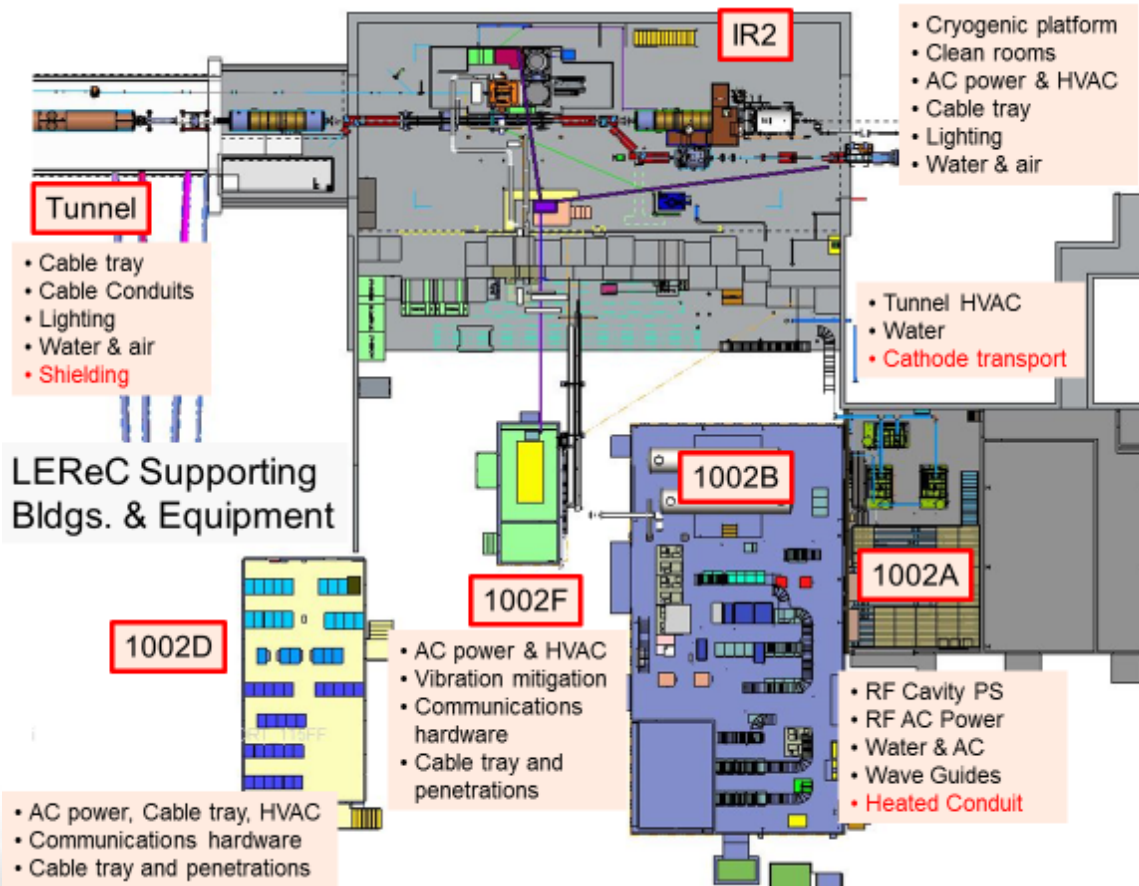 IR2
• Cryogenic platform
• Clean rooms
• AC power & HVAC
• Cable tray
• Lighting
• Water & air
Tunnel
• Cable tray
• Cable Conduits
• Lighting
• Water & air
• Shielding
• Tunnel HVAC
• Water
• Cathode transport
LEReC Supporting
Bldgs. & Equipment
1002B
1002A
1002F
1002D
• AC power & HVAC
• Vibration mitigation
• Communications
hardware
• Cable tray and
penetrations
• RF Cavity PS
• RF AC Power
• Water & AC
• Wave Guides
• Heated Conduit
• AC power, Cable tray, HVAC
• Communications hardware
• Cable tray and penetrations